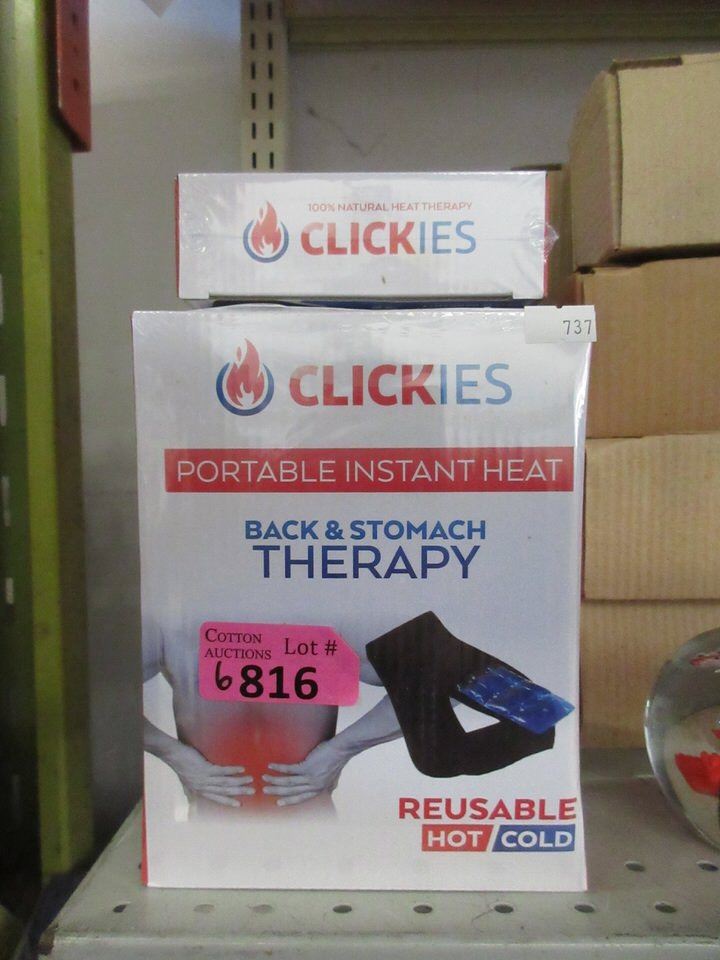 100% NATURAL HEAT THERAPY
CLICKIES
737
CLICKIES
PORTABLE INSTANT HEAT
BACK & STOMACH
THERAPY
COTTON
AUCTIONS Lot #
6816
REUSABLE
HOT/COLD